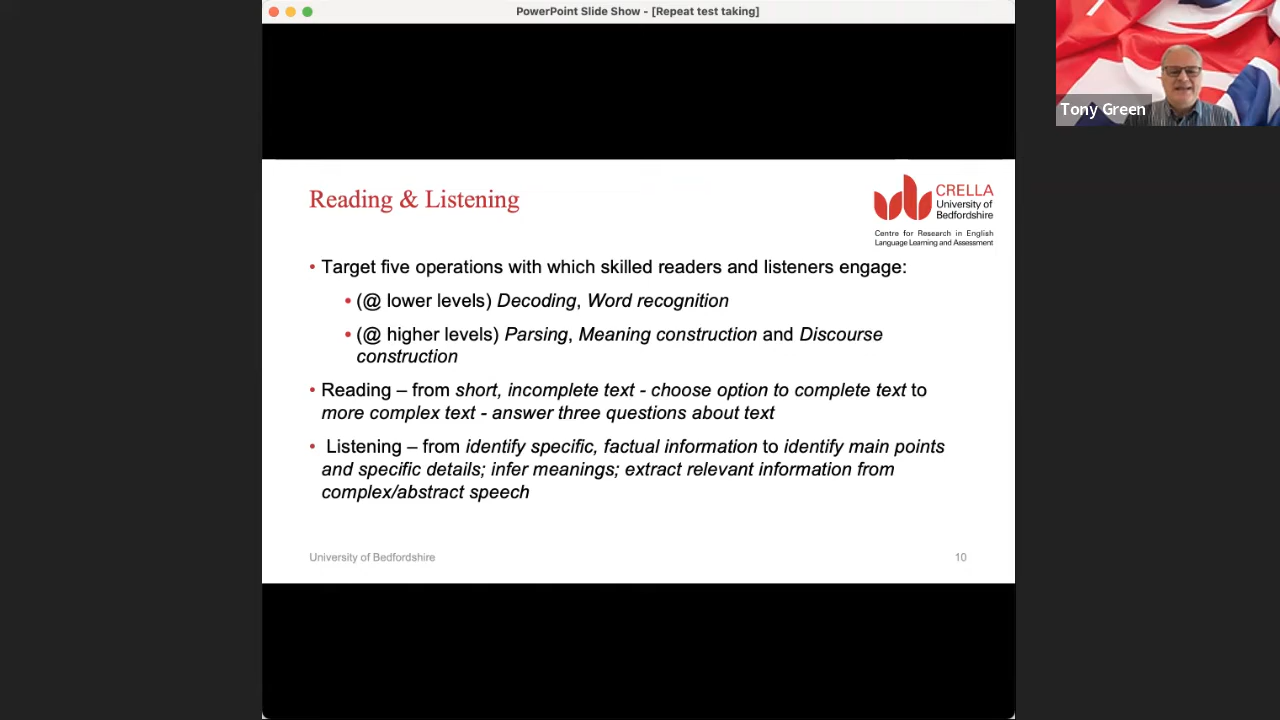 PowerPoint Slide Show - [Repeat test taking]
Tony Green
Reading & Listening
CRELLA
University of
Bedfordshire
Centre for Research in English
Language Learning and Assessment
• Target five operations with which skilled readers and listeners engage:
• (@ lower levels) Decoding, Word recognition
• (@ higher levels) Parsing, Meaning construction and Discourse
construction
• Reading – from short, incomplete text - choose option to complete text to
more complex text - answer three questions about text
• Listening – from identify specific, factual information to identify main points
and specific details; infer meanings; extract relevant information from
complex/abstract speech
University of Bedfordshire
10